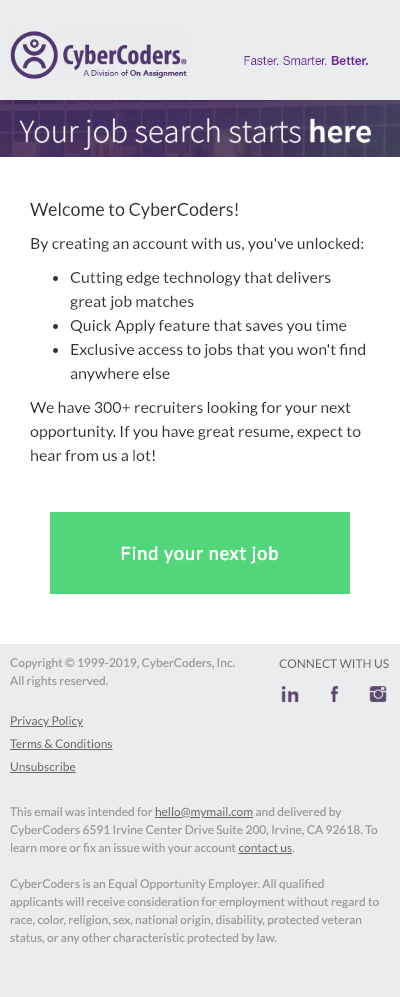 CyberCoders®
A Division of On Assignment
Faster. Smarter. Better.
Your job search starts here
Welcome to CyberCoders!
By creating an account with us, you've unlocked:
• Cutting edge technology that delivers
great job matches
• Quick Apply feature that saves you time
• Exclusive access to jobs that you won't find
anywhere else
We have 300+ recruiters looking for your next
opportunity. If you have great resume, expect to
hear from us a lot!
Find your next job
Copyright © 1999-2019, CyberCoders, Inc.
All rights reserved.
CONNECT WITH US
in f
Privacy Policy
Terms & Conditions
Unsubscribe
This email was intended for hello@mymail.com and delivered by
CyberCoders 6591 Irvine Center Drive Suite 200, Irvine, CA 92618. To
learn more or fix an issue with your account contact us.
CyberCoders is an Equal Opportunity Employer. All qualified
applicants will receive consideration for employment without regard to
race, color, religion, sex, national origin, disability, protected veteran
status, or any other characteristic protected by law.